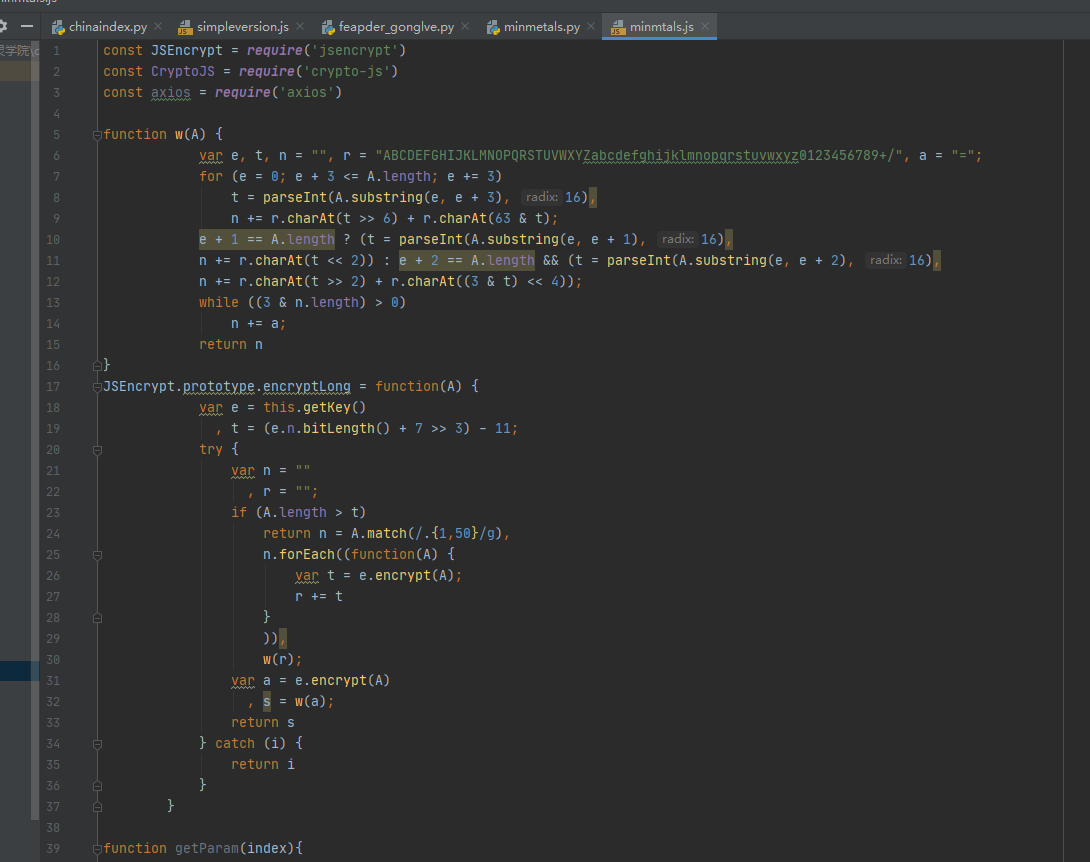 chinaindex.py simpleversion.js feapder_gonglve.py minmetals.py minmtals.js
1 const JSEncrypt = require('jsencrypt')
2 const CryptoJS = require('crypto-js')
3 const axios = require('axios')
4
5 function w(A) {
6 var e, t, n = "", r = "ABCDEFGHIJKLMNOPQRSTUVWXYZabcdefghijklmnopqrstuvwxyz0123456789+/", a = "=";
7 for (e = 0; e + 3 <= A.length; e += 3)
8 t = parseInt(A.substring(e, e + 3), radix: 16),
9 n += r.charAt(t >> 6) + r.charAt(63 & t);
10 e + 1 == A.length ? (t = parseInt(A.substring(e, e + 1), radix: 16),
11 n += r.charAt(t << 2)) : e + 2 == A.length && (t = parseInt(A.substring(e, e + 2), radix: 16),
12 n += r.charAt(t >> 2) + r.charAt((3 & t) << 4));
13 while ((3 & n.length) > 0)
14 n += a;
15 return n
16 }
17 JSEncrypt.prototype.encryptLong = function(A) {
18 var e = this.getKey()
19 , t = (e.n.bitLength() + 7 >> 3) - 11;
20 try {
21 var n = ""
22 , r = "";
23 if (A.length > t)
24 return n = A.match(/.{1,50}/g),
25 n.forEach((function(A) {
26 var t = e.encrypt(A);
27 r += t
28 }
29 )),
30 w(r);
31 var a = e.encrypt(A)
32 , s = w(a);
33 return s
34 } catch (i) {
35 return i
36 }
37 }
38
39 function getParam(index){